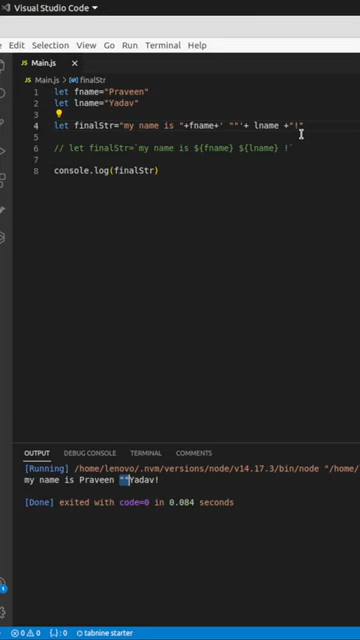 Visual Studio Code
Edit Selection View Go Run Terminal Help
Main.js
Main.js finalStr
1 let fname="Praveen"
2 let lname="Yadav"
3
4 let finalStr="my name is "+fname+' ""'+ lname +"!"
5
6 // let finalStr=`my name is ${fname} ${lname} !`
7
8 console.log(finalStr)
OUTPUT DEBUG CONSOLE TERMINAL COMMENTS
[Running] /home/lenovo/.nvm/versions/node/v14.17.3/bin/node "/home/
my name is Praveen ""Yadav!
[Done] exited with code=0 in 0.084 seconds
0 0 {..}: 0 tabnine starter